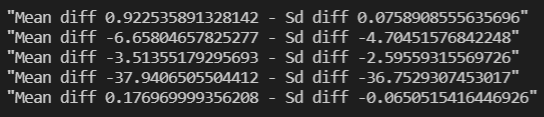 "Mean diff 0.922535891328142 - Sd diff 0.0758908555635696"
"Mean diff -6.65804657825277 - Sd diff -4.70451576842248"
"Mean diff -3.51355179295693 - Sd diff -2.59559315569726"
"Mean diff -37.9406505504412 - Sd diff -36.7529307453017"
"Mean diff 0.176969999356208 - Sd diff -0.0650515416446926"